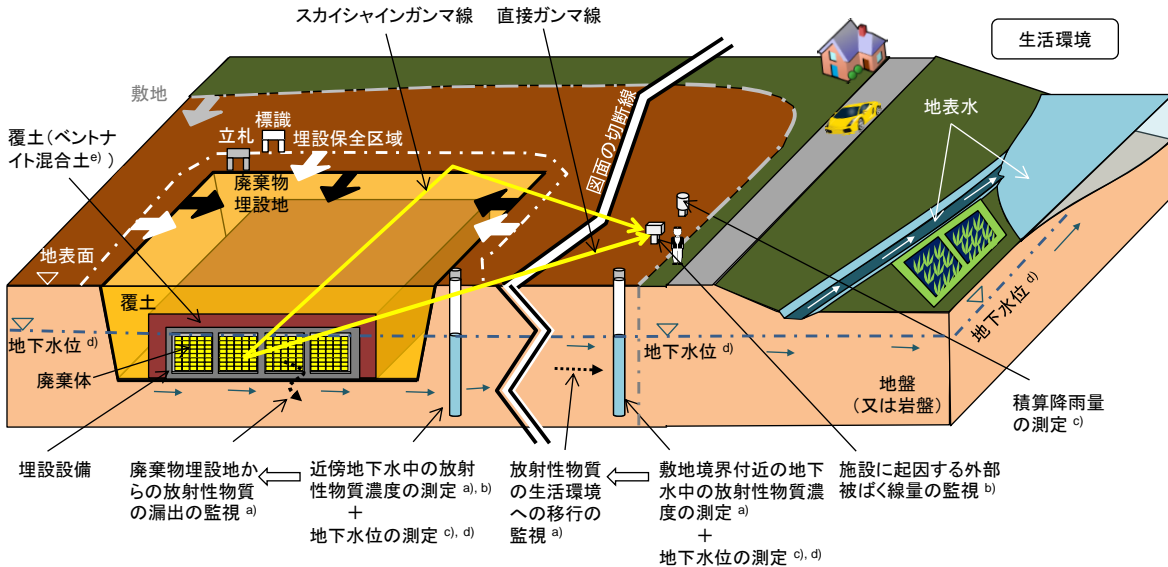 スカイシャインガンマ線
直接ガンマ線
生活環境
敷地
標識
立札
埋設保全区域
覆土(ベントナ
イト混合土e))
廃棄物
埋設地
図面の切断線
地表水
地表面
覆土
地下水位 d)
地下水位 d)
地下水位 d)
廃棄体
地盤
(又は岩盤)
積算降雨量
の測定 c)
埋設設備
廃棄物埋設地か
らの放射性物質
の漏出の監視 a)
近傍地下水中の放射
性物質濃度の測定 a), b)
+
地下水位の測定 c), d)
放射性物質
の生活環境
への移行の
監視 a)
敷地境界付近の地下
水中の放射性物質濃
度の測定 a)
+
地下水位の測定 c), d)
施設に起因する外部
被ばく線量の監視 b)